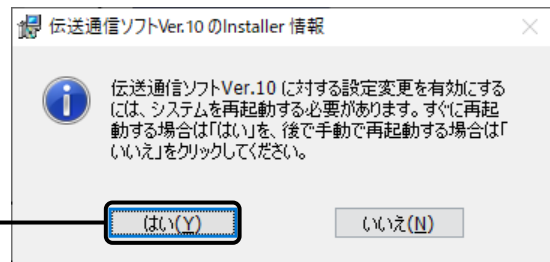 伝送通信ソフトVer.10 のInstaller 情報
伝送通信ソフトVer.10 に対する設定変更を有効にする
には、システムを再起動する必要があります。すぐに再起
動する場合は「はい」を、後で手動で再起動する場合は「
いいえ」をクリックしてください。
はい(Y)
いいえ(N)